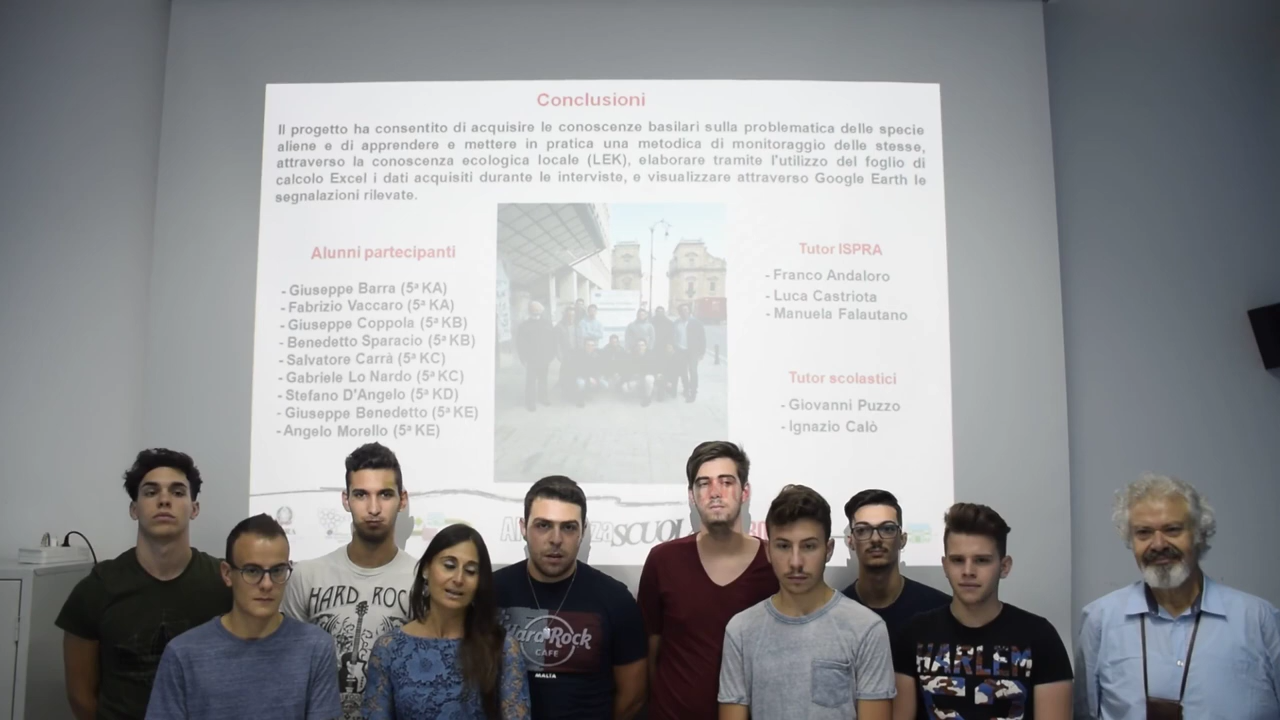 Conclusioni
Il progetto ha consentito di acquisire le conoscenze basilari sulla problematica delle specie
aliene e di apprendere e mettere in pratica una metodica di monitoraggio delle stesse,
attraverso la conoscenza ecologica locale (LEK), elaborare tramite l'utilizzo del foglio di
calcolo Excel i dati acquisiti durante le interviste, e visualizzare attraverso Google Earth le
segnalazioni rilevate.
Alunni partecipanti
- Giuseppe Barra (5ª KA)
- Fabrizio Vaccaro (5ª KA)
- Giuseppe Coppola (5ª KB)
- Benedetto Sparacio (5ª KB)
- Salvatore Carrà (5ª KC)
- Gabriele Lo Nardo (5ª KC)
- Stefano D'Angelo (5ª KD)
- Giuseppe Benedetto (5ª KE)
- Angelo Morello (5ª KE)
Tutor ISPRA
- Franco Andaloro
- Luca Castriota
- Manuela Falautano
Tutor scolastici
- Giovanni Puzzo
- Ignazio Calò
HARD ROC
Hard Rock
CAFE
MALTA
HARLEM